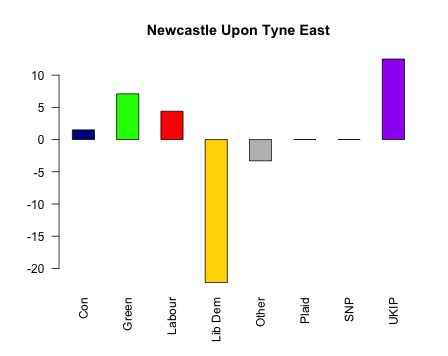 Newcastle Upon Tyne East
10
5
0
-5
-10
-15
-20
Con
Green
Labour
Lib Dem
Other
Plaid
SNP
UKIP